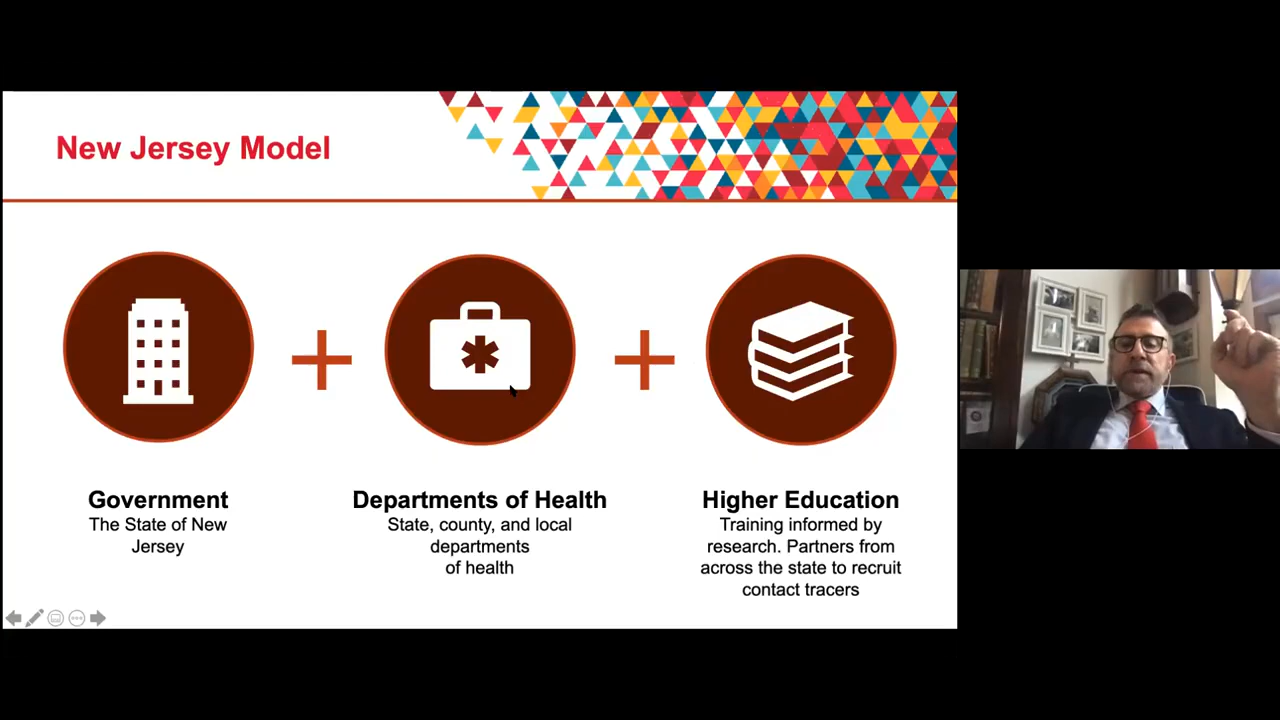 New Jersey Model
Government
The State of New
Jersey
Departments of Health
State, county, and local
departments
of health
Higher Education
Training informed by
research. Partners from
across the state to recruit
contact tracers